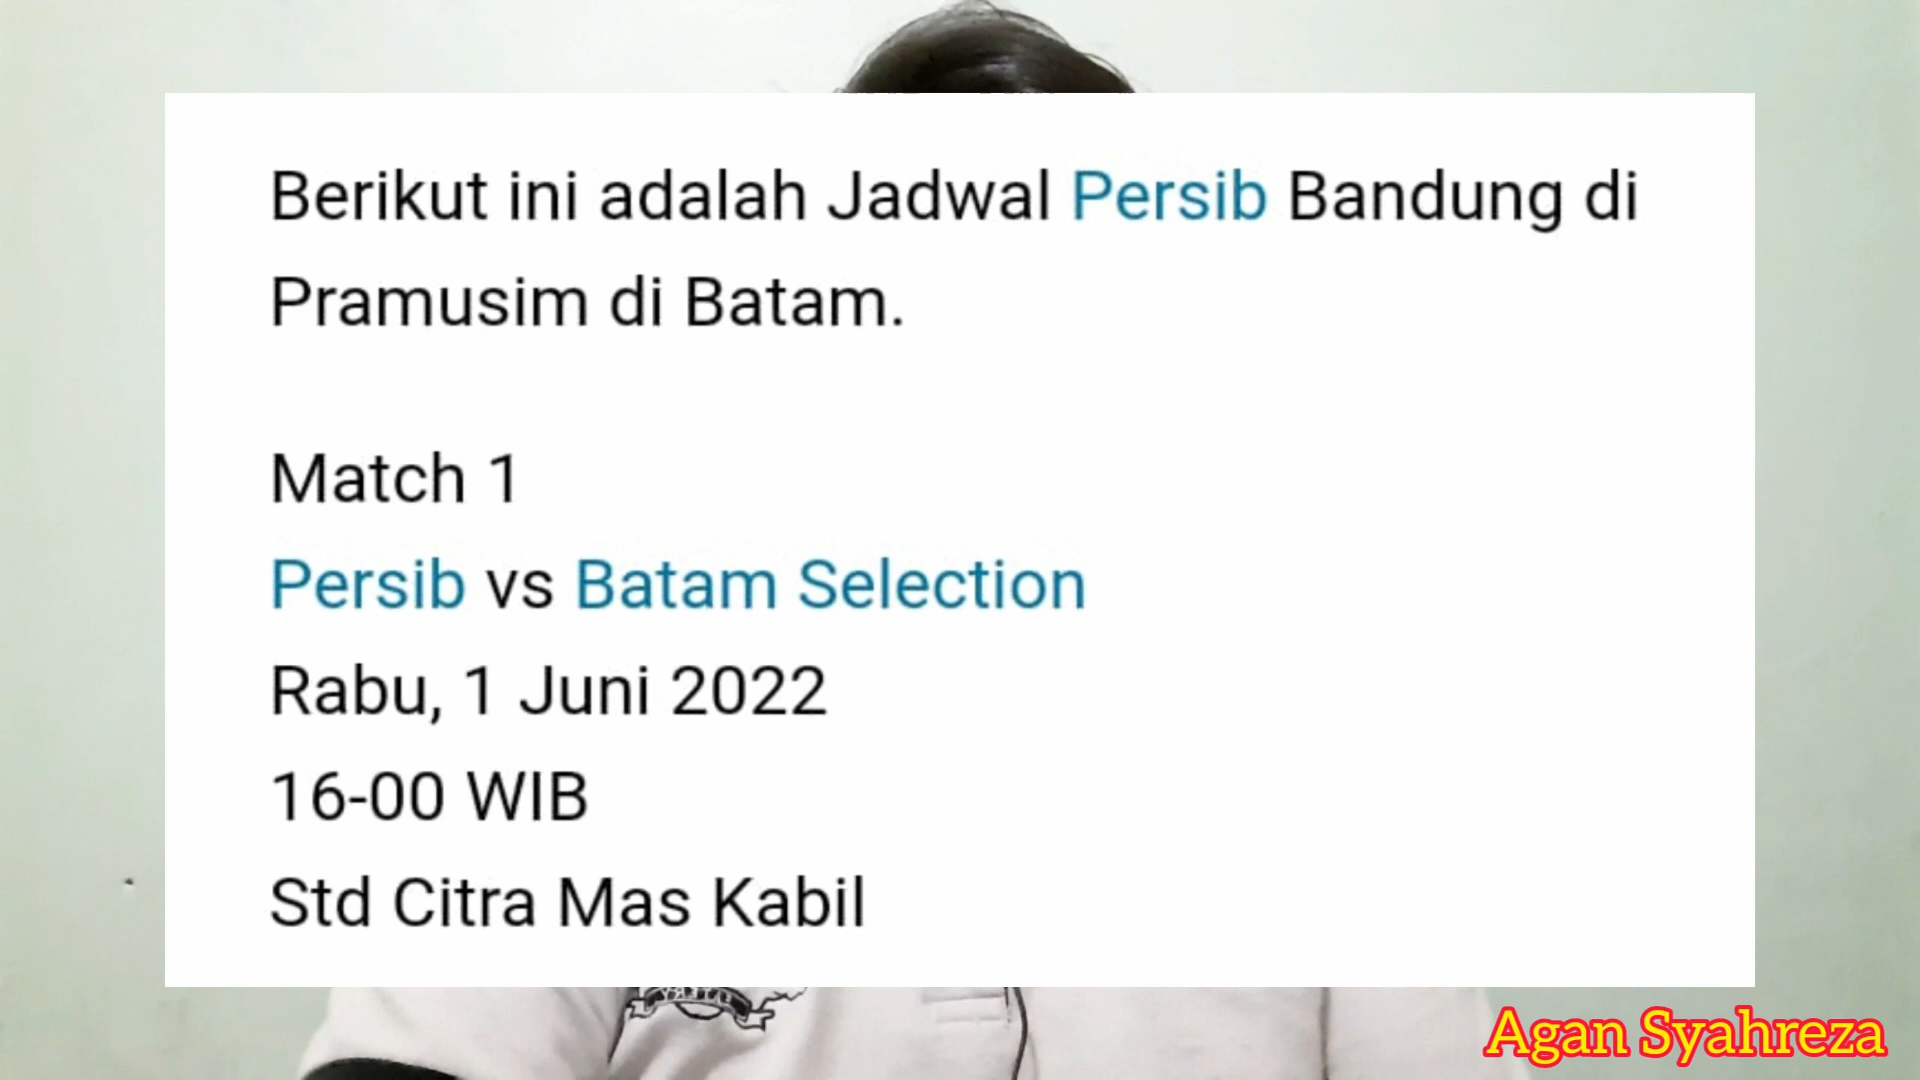 Berikut ini adalah Jadwal Persib Bandung di
Pramusim di Batam.
Match 1
Persib vs Batam Selection
Rabu, 1 Juni 2022
16-00 WIB
Std Citra Mas Kabil
Agan Syahreza